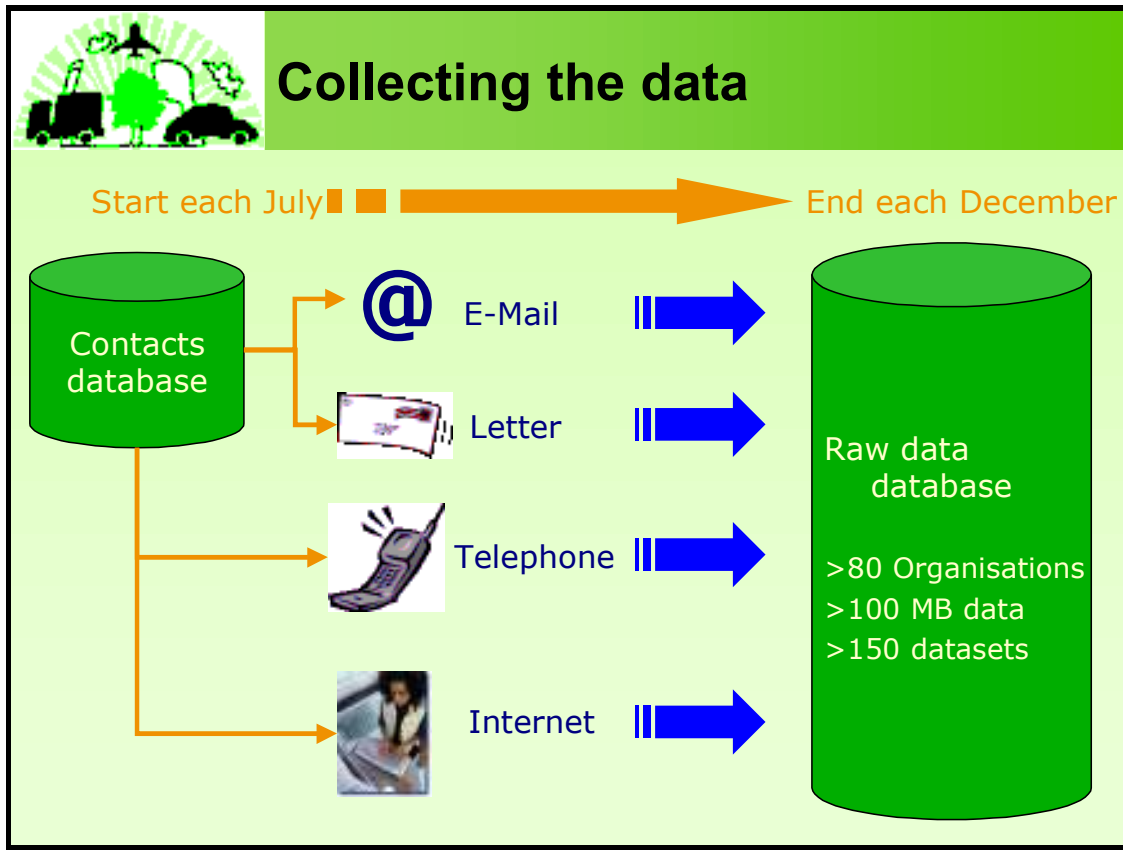 Collecting the data
Start each July
End each December
Contacts
database
@
E-Mail
Letter
Telephone
Internet
Raw data
database
>80 Organisations
>100 MB data
>150 datasets